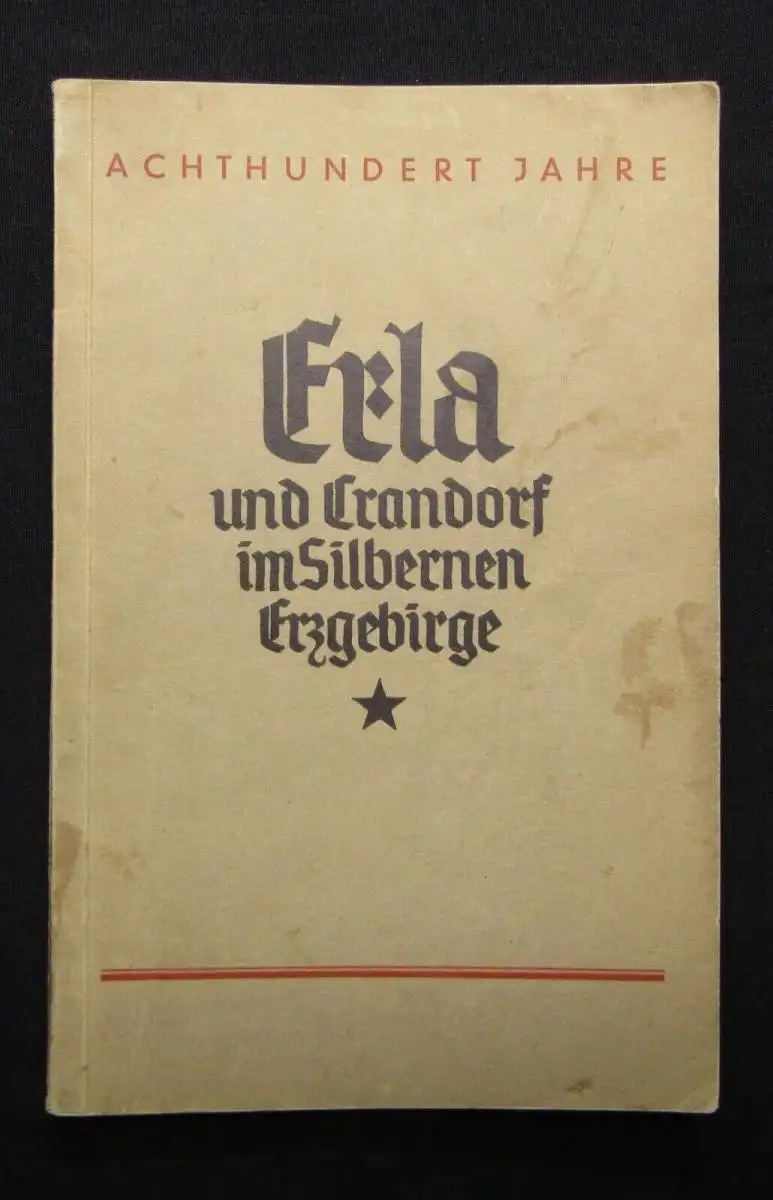 ACHTHUNDERT JAHRE
Erla
und Crandorf
im Silbernen
Erzgebirge